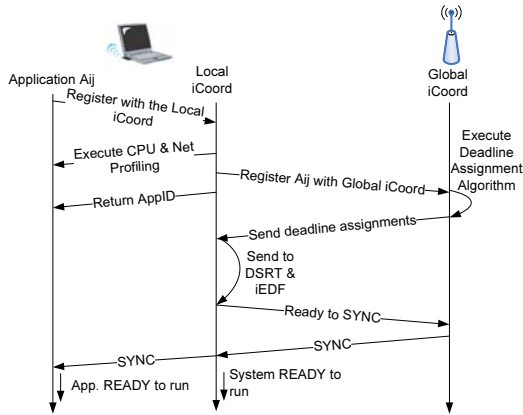 Application Aij
Local
iCoord
Global
iCoord
Register with the Local
iCoord
Execute CPU & Net
Profiling
Execute
Deadline
Assignment
Algorithm
Register Aij with Global iCoord
Return AppID
Send deadline assignments
Send to
DSRT &
iEDF
Ready to SYNC
SYNC
SYNC
App. READY to run
System READY to
run